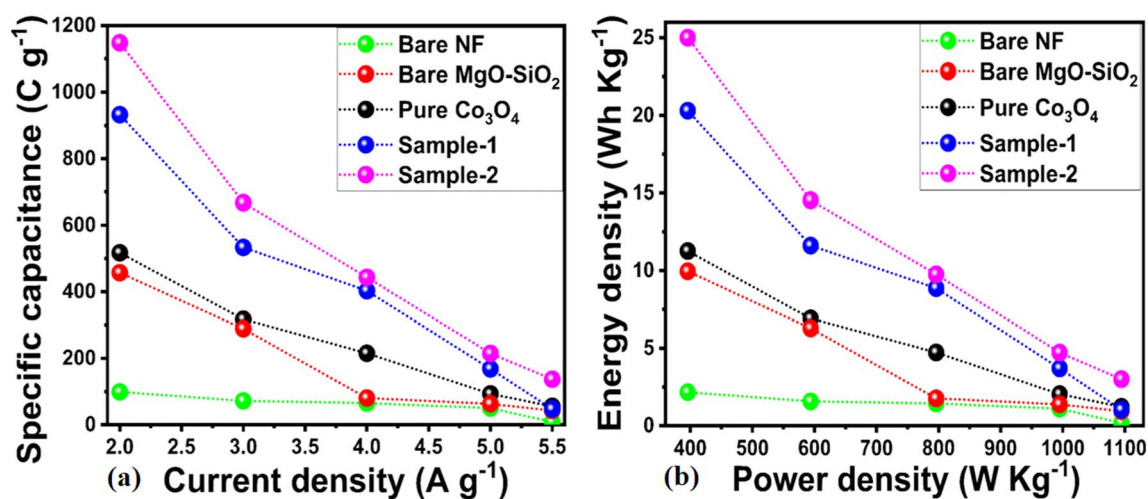 Specific capacitance (C g⁻¹)
1200
1000
800
600
400
200
0
Bare NF
Bare MgO-SiO₂
Pure Co₃O₄
Sample-1
Sample-2
2.0 2.5 3.0 3.5 4.0 4.5 5.0 5.5
(a) Current density (A g⁻¹)
Energy density (Wh Kg⁻¹)
25
20
15
10
5
0
Bare NF
Bare MgO-SiO₂
Pure Co₃O₄
Sample-1
Sample-2
400 500 600 700 800 900 1000 1100
(b) Power density (W Kg⁻¹)